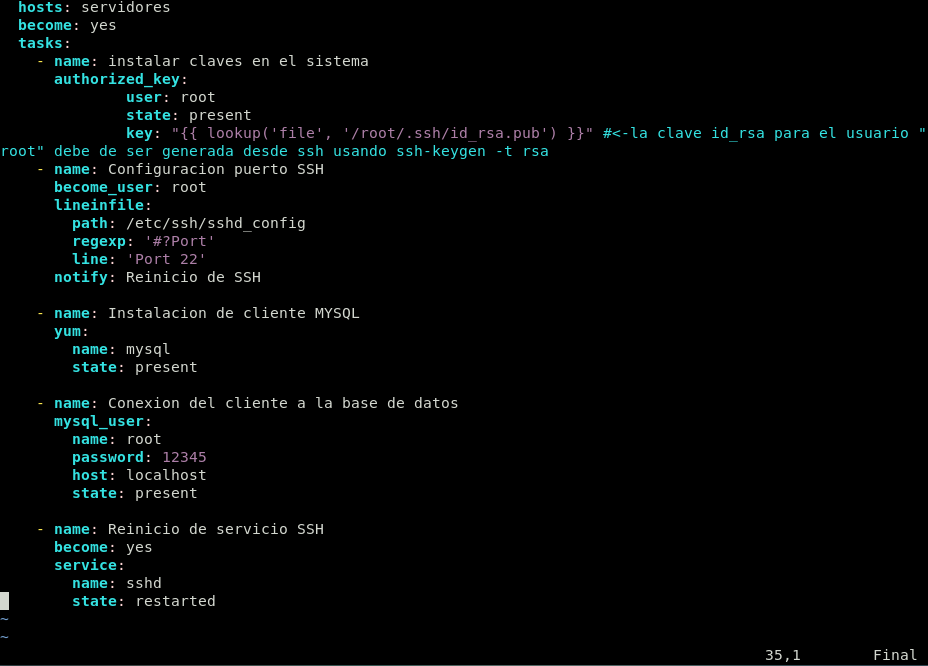 hosts: servidores
  become: yes
  tasks:
    - name: instalar claves en el sistema
      authorized_key:
              user: root
              state: present
              key: "{{ lookup('file', '/root/.ssh/id_rsa.pub') }}" #<-la clave id_rsa para el usuario "
root" debe de ser generada desde ssh usando ssh-keygen -t rsa
    - name: Configuracion puerto SSH
      become_user: root
      lineinfile:
        path: /etc/ssh/sshd_config
        regexp: '#?Port'
        line: 'Port 22'
      notify: Reinicio de SSH

    - name: Instalacion de cliente MYSQL
      yum:
        name: mysql
        state: present

    - name: Conexion del cliente a la base de datos
      mysql_user:
        name: root
        password: 12345
        host: localhost
        state: present

    - name: Reinicio de servicio SSH
      become: yes
      service:
        name: sshd
        state: restarted
~
~
35,1 Final